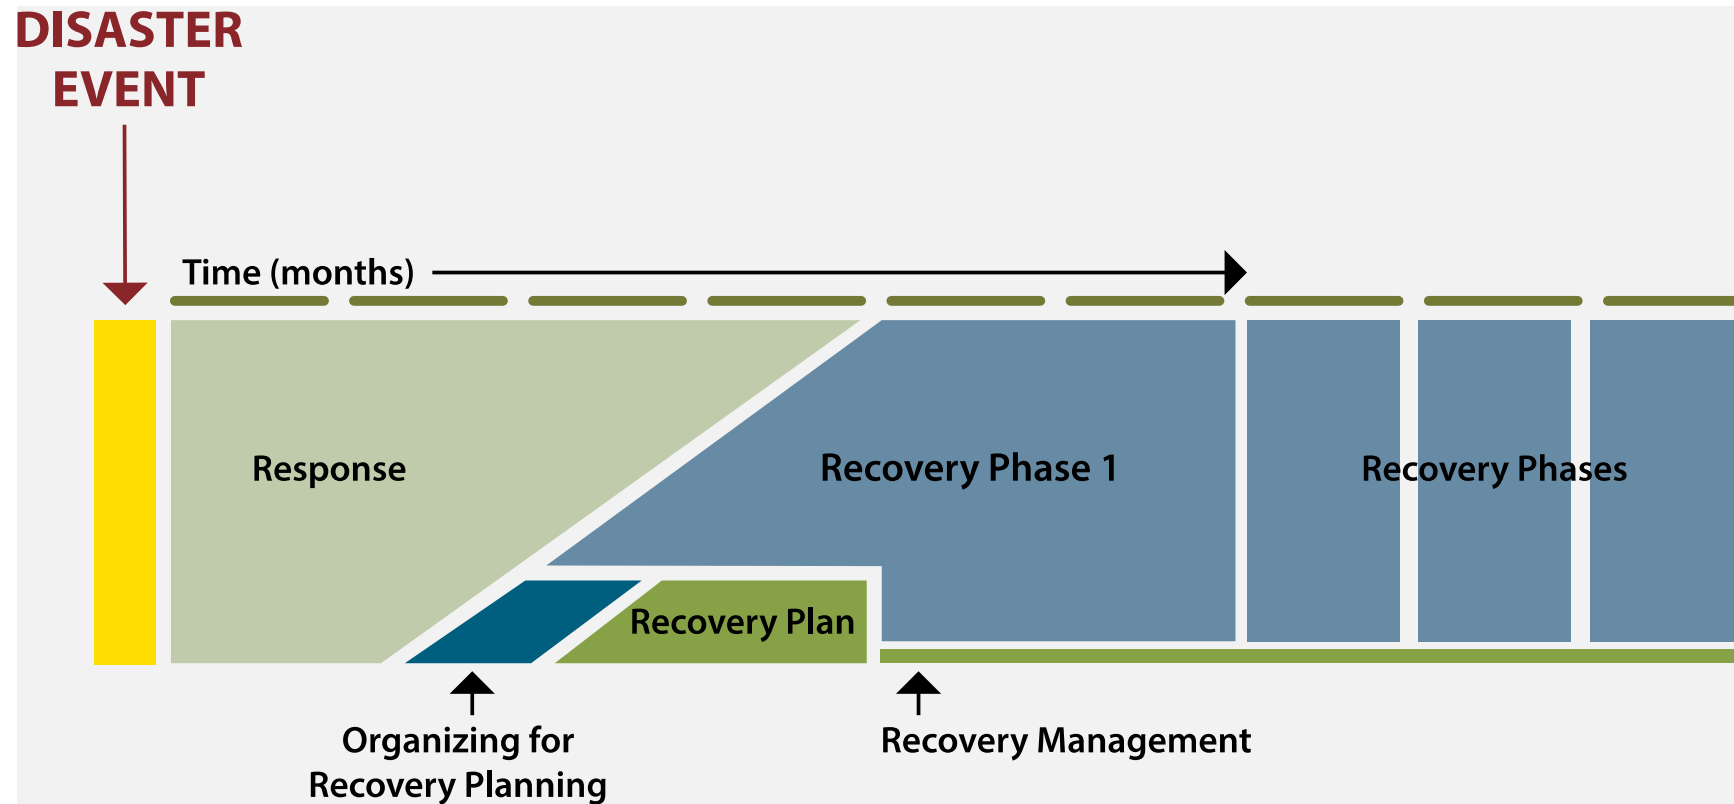 DISASTER
EVENT
Time (months)
Response
Recovery Phase 1
Recovery Phases
Recovery Plan
Organizing for
Recovery Planning
Recovery Management